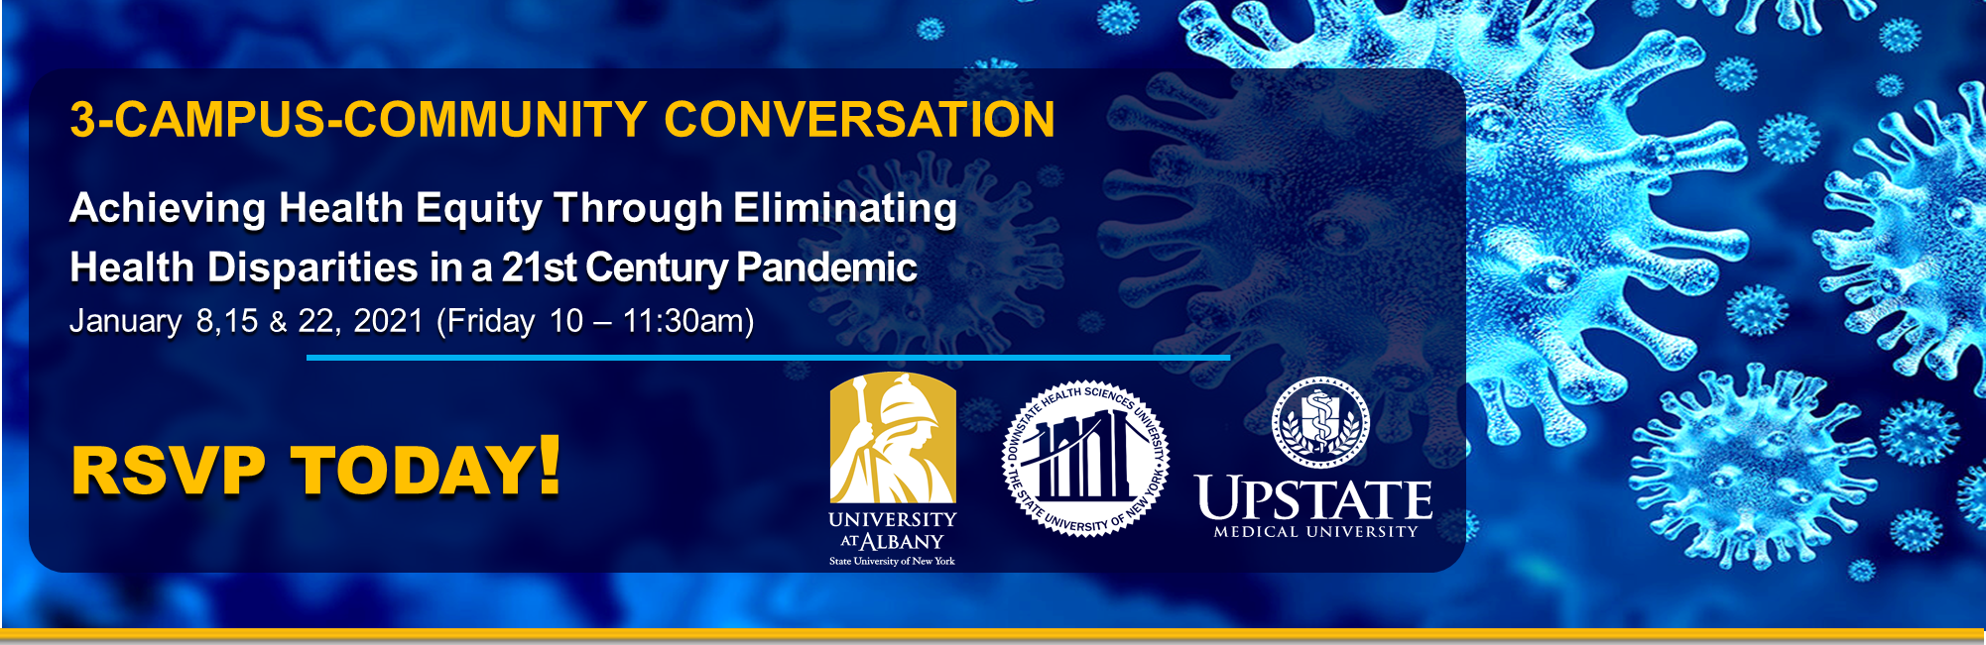 3-CAMPUS-COMMUNITY CONVERSATION
Achieving Health Equity Through Eliminating
Health Disparities in a 21st Century Pandemic
January 8,15 & 22, 2021 (Friday 10 – 11:30am)
RSVP TODAY!
UNIVERSITY
AT ALBANY
State University of New York
DOWNSTATE HEALTH SCIENCES UNIVERSITY
• THE STATE UNIVERSITY OF NEW YORK •
UPSTATE
MEDICAL UNIVERSITY